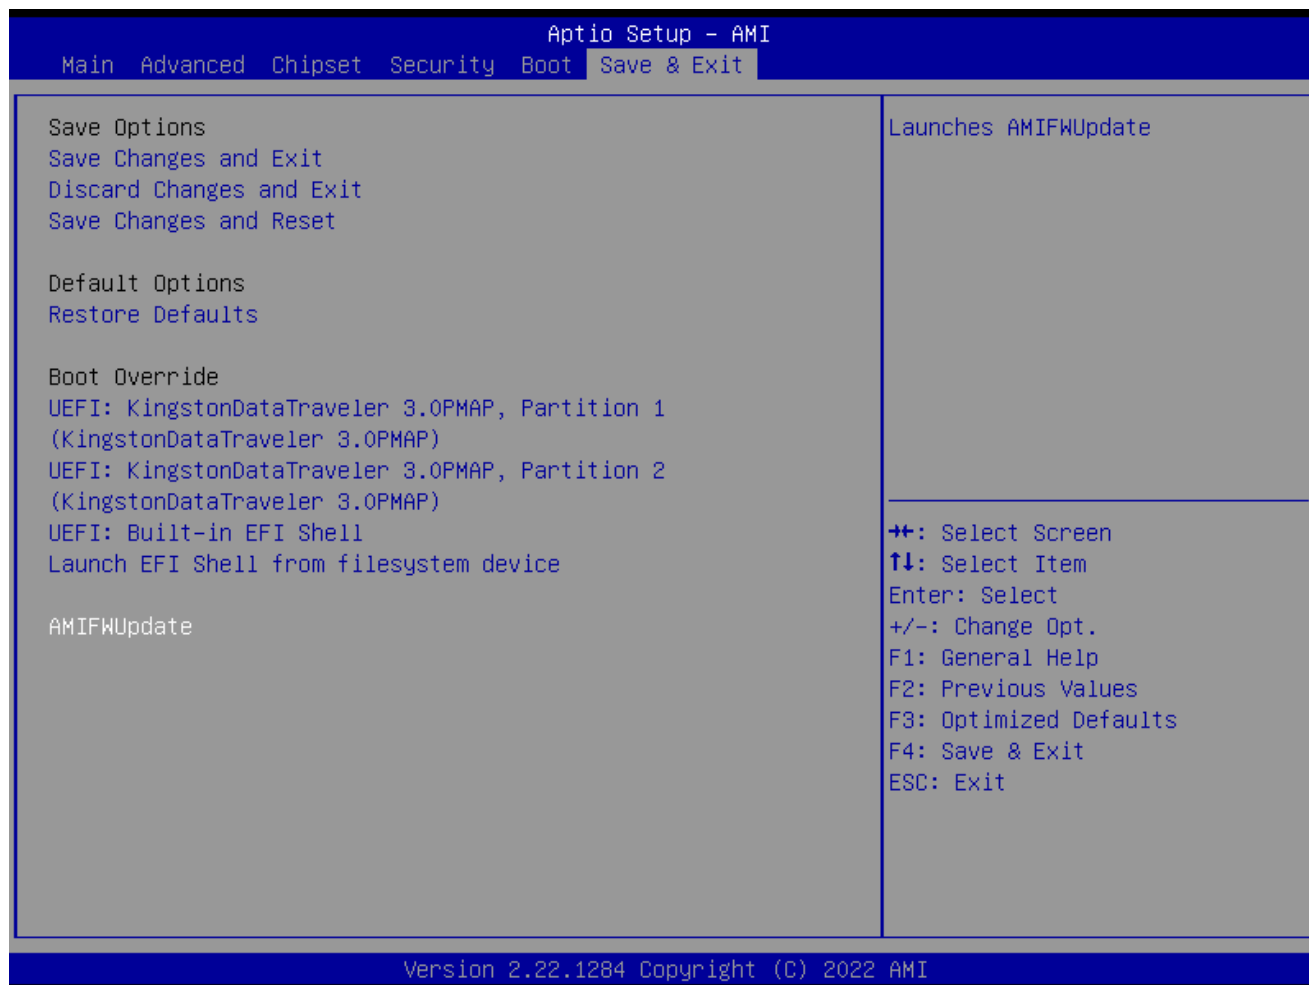 Aptio Setup – AMI
Main Advanced Chipset Security Boot Save & Exit
Save Options
Save Changes and Exit
Discard Changes and Exit
Save Changes and Reset
Default Options
Restore Defaults
Boot Override
UEFI: KingstonDataTraveler 3.0PMAP, Partition 1
(KingstonDataTraveler 3.0PMAP)
UEFI: KingstonDataTraveler 3.0PMAP, Partition 2
(KingstonDataTraveler 3.0PMAP)
UEFI: Built-in EFI Shell
Launch EFI Shell from filesystem device
AMIFWUpdate
Launches AMIFWUpdate
→←: Select Screen
↑↓: Select Item
Enter: Select
+/-: Change Opt.
F1: General Help
F2: Previous Values
F3: Optimized Defaults
F4: Save & Exit
ESC: Exit
Version 2.22.1284 Copyright (C) 2022 AMI